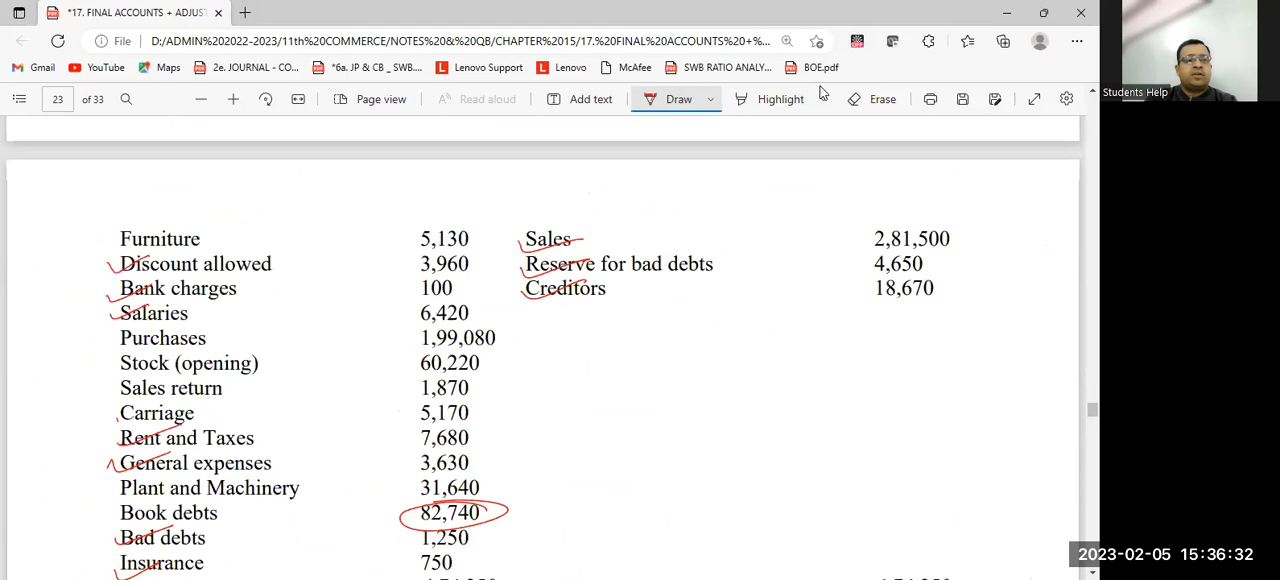 *17. FINAL ACCOUNTS + ADJUS
File D:/ADMIN%202022-2023/11th%20COMMERCE/NOTES%20&%20QB/CHAPTER%2015/17.%20FINAL%20ACCOUNTS%20+%...
Gmail YouTube Maps 2e. JOURNAL - CO... *6a. JP & CB _ SWB.... Lenovo Support Lenovo McAfee SWB RATIO ANALY... BOE.pdf
Students Help
23 of 33 Page view Read aloud Add text Draw Highlight Erase
Furniture 5,130 Sales 2,81,500
Discount allowed 3,960 Reserve for bad debts 4,650
Bank charges 100 Creditors 18,670
Salaries 6,420
Purchases 1,99,080
Stock (opening) 60,220
Sales return 1,870
Carriage 5,170
Rent and Taxes 7,680
General expenses 3,630
Plant and Machinery 31,640
Book debts 82,740
Bad debts 1,250
Insurance 750
2023-02-05 15:36:32